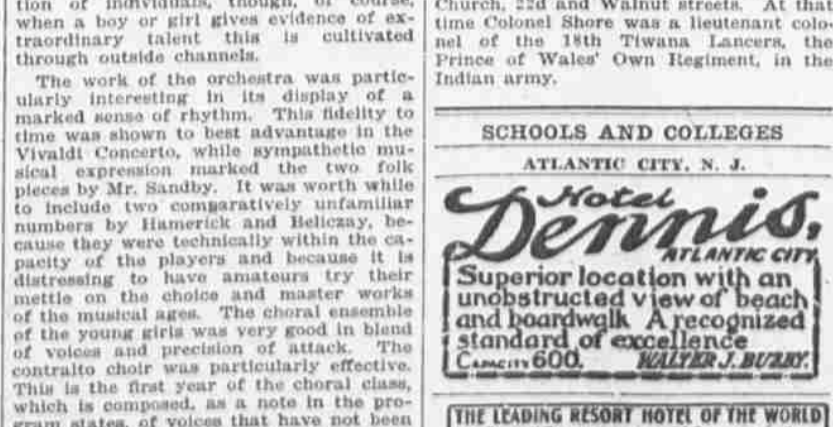 tion of individuals, though, of course,
when a boy or girl gives evidence of ex-
traordinary talent this is cultivated
through outside channels.
The work of the orchestra was partic-
ularly interesting in its display of a
marked sense of rhythm. This fidelity to
time was shown to best advantage in the
Vivaldi Concerto, while sympathetic mu-
sical expression marked the two folk
pieces by Mr. Sandby. It was worth while
to include two comparatively unfamiliar
numbers by Hamerick and Beliczay, be-
cause they were technically within the ca-
pacity of the players and because it is
distressing to have amateurs try their
mettle on the choice and master works
of the musical ages. The choral ensemble
of the young girls was very good in blend
of voices and precision of attack. The
contralto choir was particularly effective.
This is the first year of the choral class,
which is composed, as a note in the pro-
gram states, of voices that have not been
Church, 22d and Walnut streets. At that
time Colonel Shore was a lieutenant colo-
nel of the 18th Tiwana Lancers, the
Prince of Wales' Own Regiment, in the
Indian army.
SCHOOLS AND COLLEGES
ATLANTIC CITY, N. J.
Hotel
Dennis,
ATLANTIC CITY
Superior location with an
unobstructed view of beach
and boardwalk A recognized
standard of excellence
CAPACITY 600. WALTER J. BUZBY.
THE LEADING RESORT HOTEL OF THE WORLD